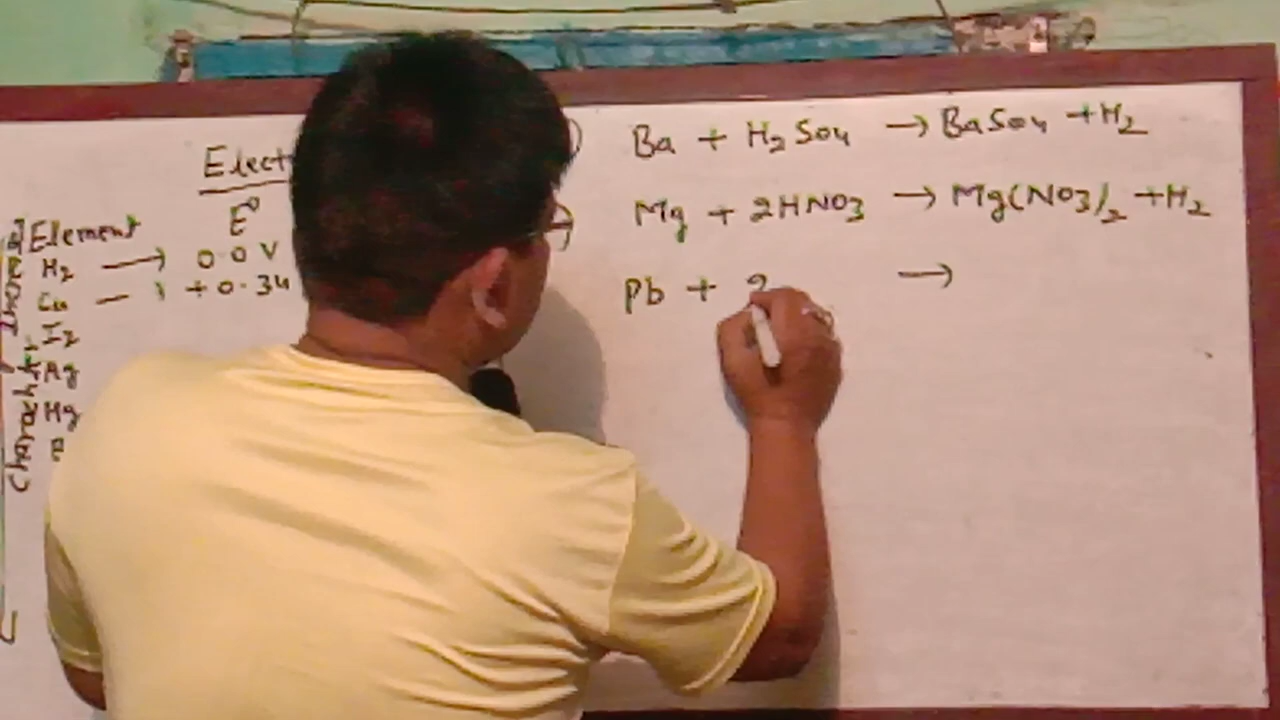 Elect
Element E⁰
H₂ → 0.0 V
Cu — + 0.34
I₂
Ag
Hg
Ba + H₂SO₄ → BaSO₄ + H₂
Mg + 2HNO₃ → Mg(NO₃)₂ + H₂
Pb + 2 →